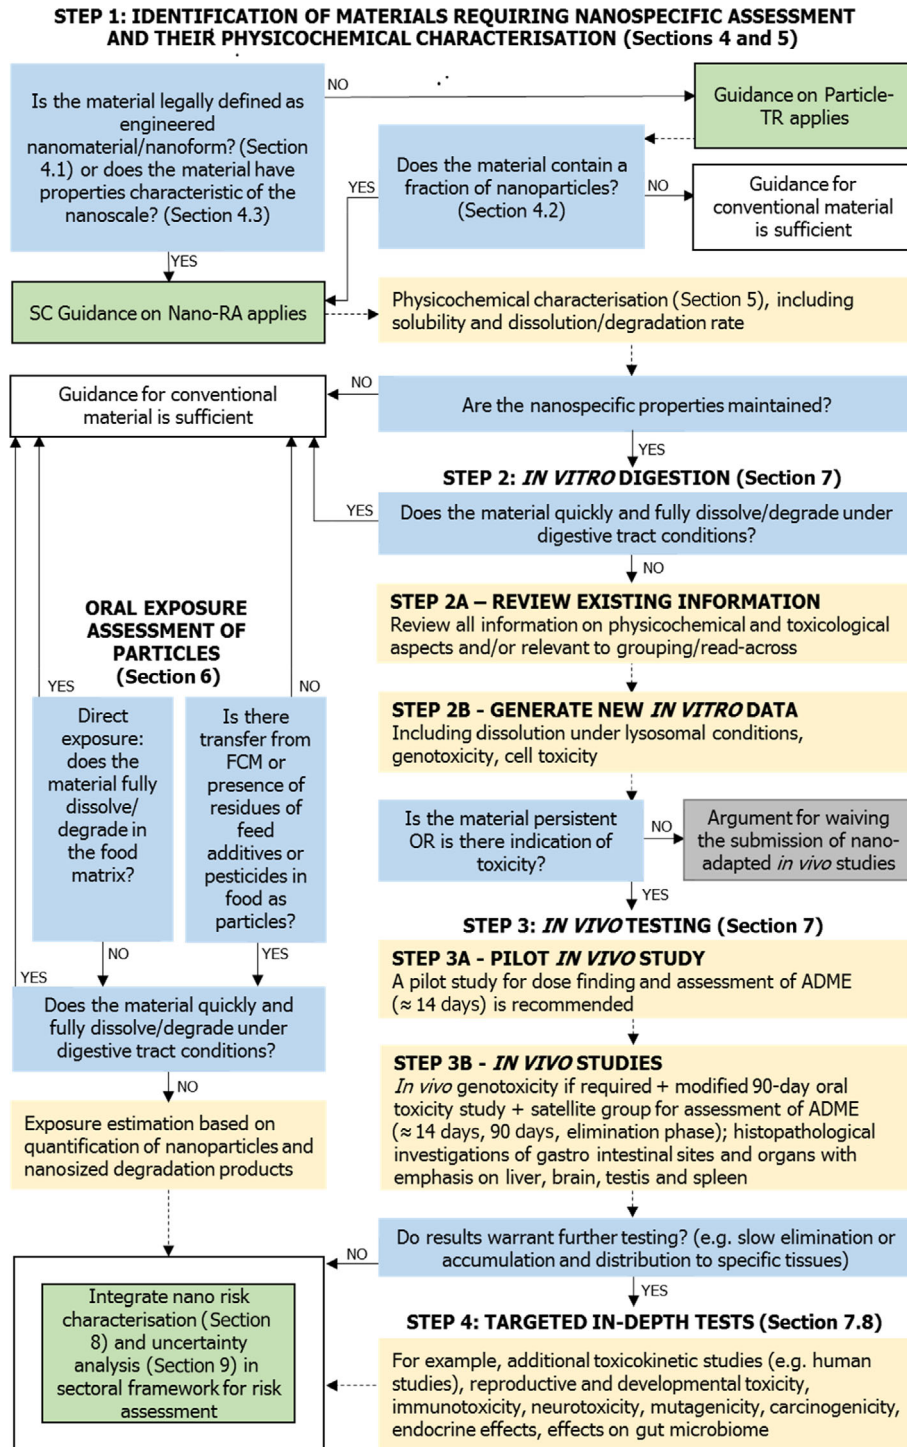 STEP 1: IDENTIFICATION OF MATERIALS REQUIRING NANOSPECIFIC ASSESSMENT
AND THEIR PHYSICOCHEMICAL CHARACTERISATION (Sections 4 and 5)
Is the material legally defined as
engineered
nanomaterial/nanoform? (Section
4.1) or does the material have
properties characteristic of the
nanoscale? (Section 4.3)
NO
Guidance on Particle-
TR applies
Does the material contain a
fraction of nanoparticles?
(Section 4.2)
YES
NO
Guidance for
conventional material
is sufficient
YES
SC Guidance on Nano-RA applies
Physicochemical characterisation (Section 5), including
solubility and dissolution/degradation rate
Guidance for conventional
material is sufficient
NO
Are the nanospecific properties maintained?
YES
STEP 2: IN VITRO DIGESTION (Section 7)
YES
Does the material quickly and fully dissolve/degrade under
digestive tract conditions?
NO
STEP 2A – REVIEW EXISTING INFORMATION
Review all information on physicochemical and toxicological
aspects and/or relevant to grouping/read-across
STEP 2B - GENERATE NEW IN VITRO DATA
Including dissolution under lysosomal conditions,
genotoxicity, cell toxicity
Is the material persistent
OR is there indication of
toxicity?
NO
Argument for waiving
the submission of nano-
adapted in vivo studies
YES
STEP 3: IN VIVO TESTING (Section 7)
STEP 3A - PILOT IN VIVO STUDY
A pilot study for dose finding and assessment of ADME
(≈ 14 days) is recommended
STEP 3B - IN VIVO STUDIES
In vivo genotoxicity if required + modified 90-day oral
toxicity study + satellite group for assessment of ADME
(≈ 14 days, 90 days, elimination phase); histopathological
investigations of gastro intestinal sites and organs with
emphasis on liver, brain, testis and spleen
NO
Do results warrant further testing? (e.g. slow elimination or
accumulation and distribution to specific tissues)
YES
STEP 4: TARGETED IN-DEPTH TESTS (Section 7.8)
For example, additional toxicokinetic studies (e.g. human
studies), reproductive and developmental toxicity,
immunotoxicity, neurotoxicity, mutagenicity, carcinogenicity,
endocrine effects, effects on gut microbiome
ORAL EXPOSURE
ASSESSMENT OF
PARTICLES
(Section 6)
YES
NO
Direct
exposure:
does the
material fully
dissolve/
degrade in
the food
matrix?
Is there
transfer from
FCM or
presence of
residues of
feed
additives or
pesticides in
food as
particles?
NO
YES
YES
Does the material quickly and
fully dissolve/degrade under
digestive tract conditions?
NO
Exposure estimation based on
quantification of nanoparticles and
nanosized degradation products
Integrate nano risk
characterisation (Section
8) and uncertainty
analysis (Section 9) in
sectoral framework for risk
assessment